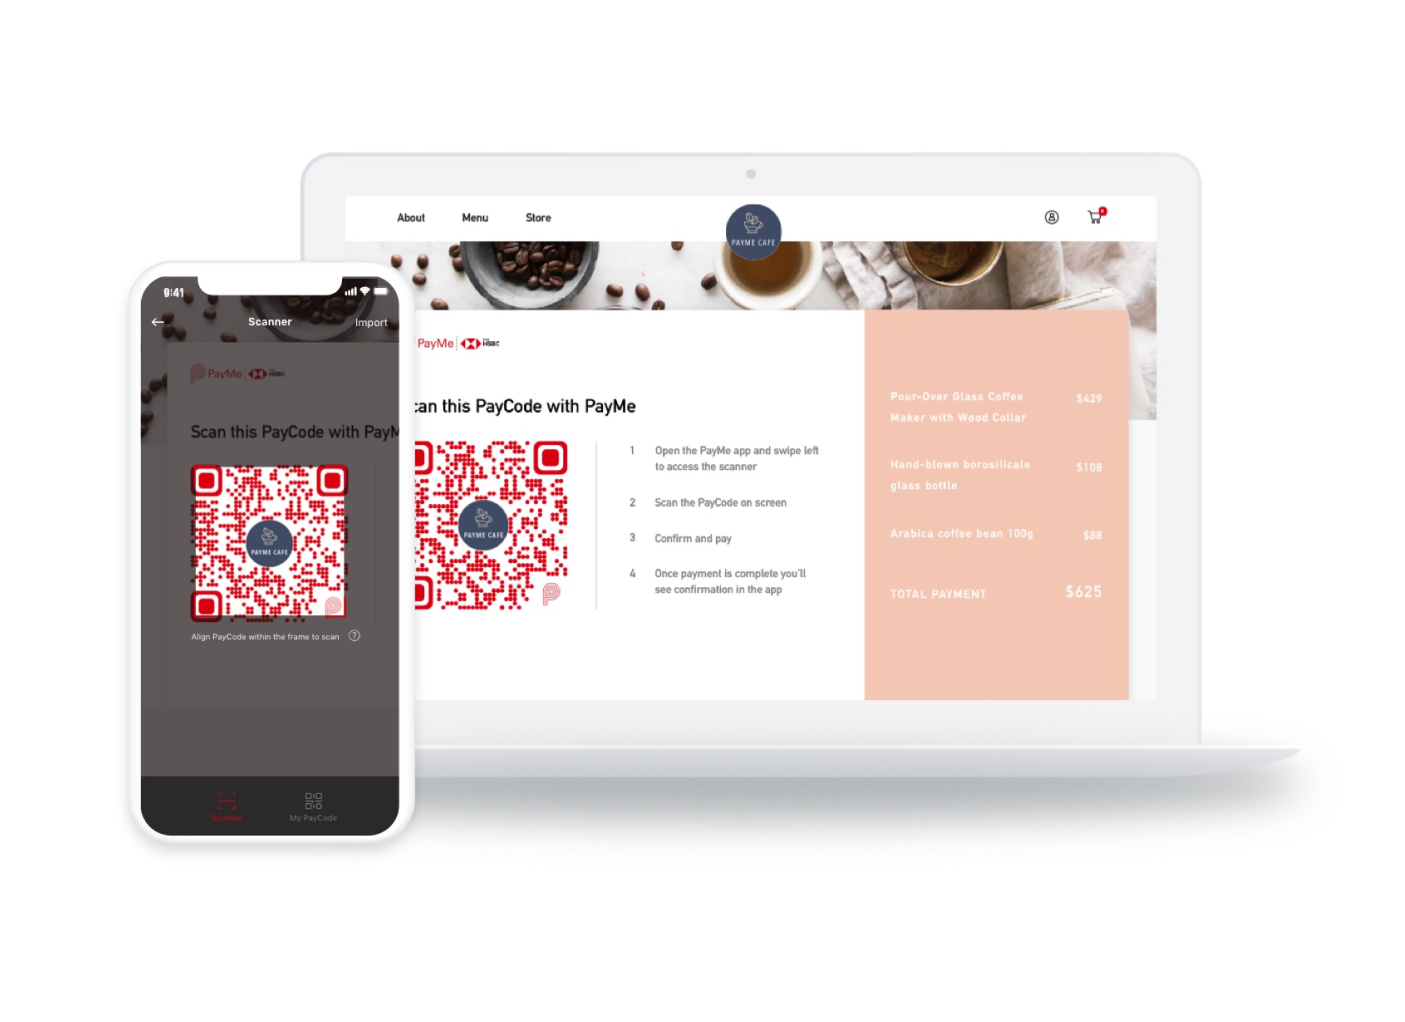 About Menu Store
PAYME CAFE
9:41
Scanner Import
PayMe HSBC
Scan this PayCode with PayM
PAYME CAFE
Align PayCode within the frame to scan ?
Scanner My PayCode
PayMe HSBC
can this PayCode with PayMe
PAYME CAFE
1 Open the PayMe app and swipe left
to access the scanner
2 Scan the PayCode on screen
3 Confirm and pay
4 Once payment is complete you'll
see confirmation in the app
Pour-Over Glass Coffee $429
Maker with Wood Collar
Hand-blown borosilicate $108
glass bottle
Arabica coffee bean 100g $88
TOTAL PAYMENT $625